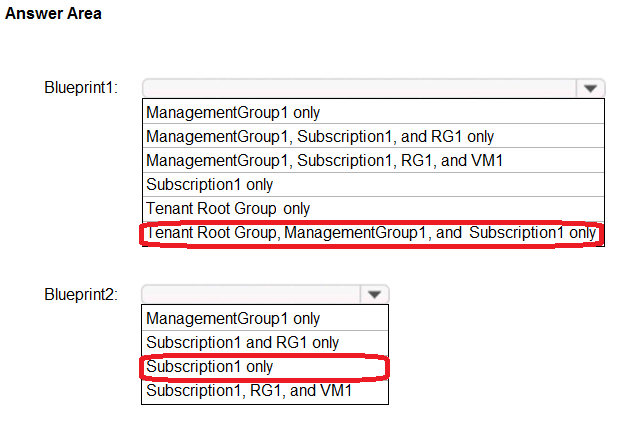 Answer Area
Blueprint1:
ManagementGroup1 only
ManagementGroup1, Subscription1, and RG1 only
ManagementGroup1, Subscription1, RG1, and VM1
Subscription1 only
Tenant Root Group only
Tenant Root Group, ManagementGroup1, and Subscription1 only
Blueprint2:
ManagementGroup1 only
Subscription1 and RG1 only
Subscription1 only
Subscription1, RG1, and VM1